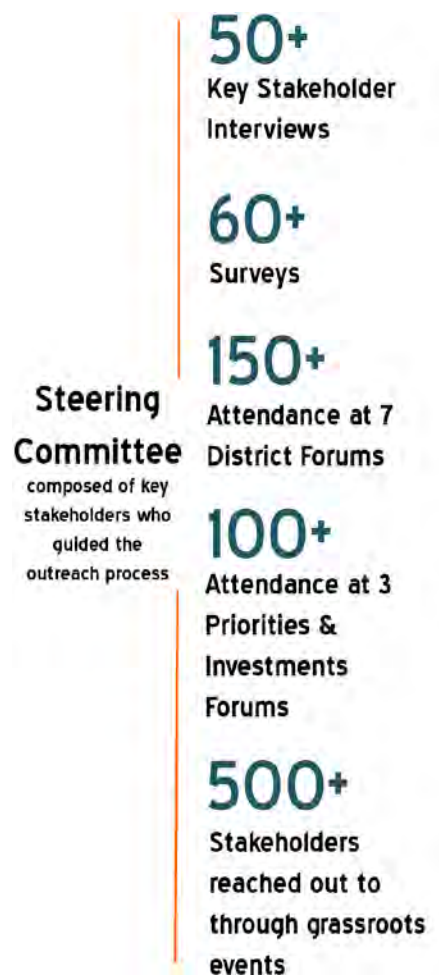 50+
Key Stakeholder
Interviews
60+
Surveys
150+
Attendance at 7
District Forums
Steering
Committee
composed of key
stakeholders who
guided the
outreach process
100+
Attendance at 3
Priorities &
Investments
Forums
500+
Stakeholders
reached out to
through grassroots
events